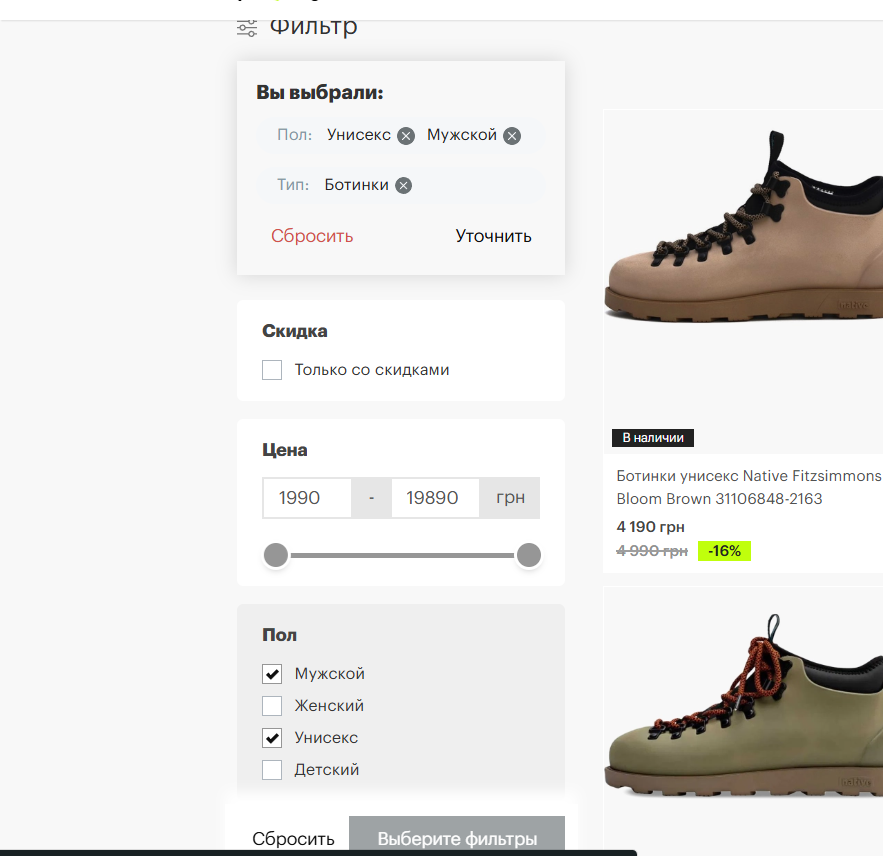 Фильтр
Вы выбрали:
Пол: Унисекс Мужской
Тип: Ботинки
Сбросить Уточнить
Скидка
Только со скидками
Цена
1990 - 19890 грн
Пол
Мужской
Женский
Унисекс
Детский
Сбросить Выберите фильтры
native
В наличии
Ботинки унисекс Native Fitzsimmons
Bloom Brown 31106848-2163
4 190 грн
4 990 грн -16%
native